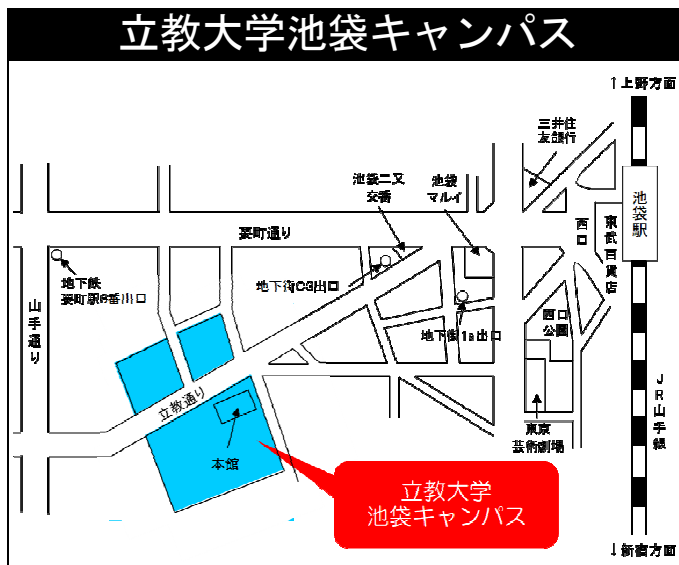 立教大学池袋キャンパス
↑上野方面
三井住
友銀行
池袋二又
交番
池袋
マルイ
池袋駅
西口
東武百貨店
要町通り
地下鉄
要町駅6番出口
地下街C3出口
山手通り
西口
公園
地下街1a出口
立教通り
JR山手線
本館
東京
芸術劇場
立教大学
池袋キャンパス
↓新宿方面